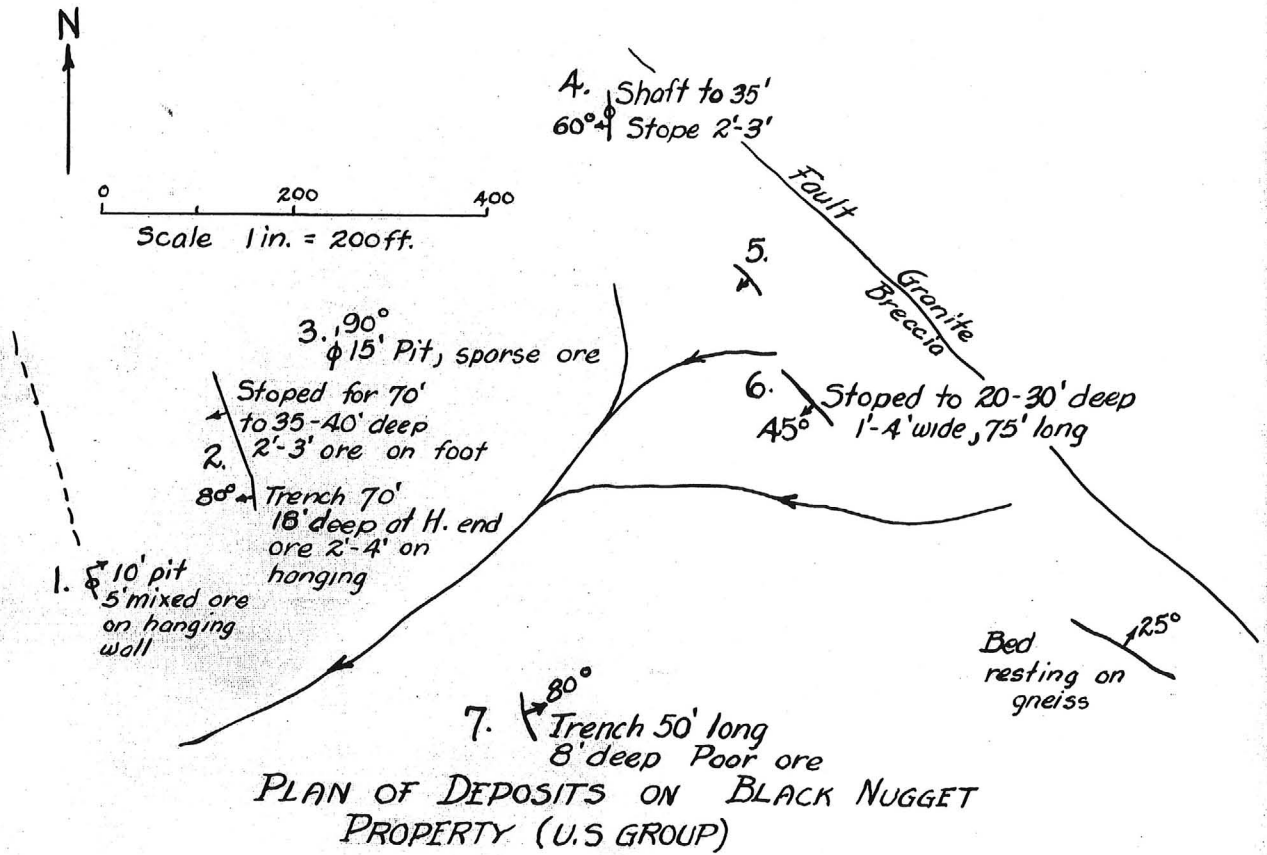 N
4. Shaft to 35'
60° Stope 2'-3'
0 200 400
Scale 1 in. = 200 ft.
Fault
Granite
Breccia
5.
3. 90°
15' Pit, sparse ore
Stoped for 70'
to 35-40' deep
2'-3' ore on foot
2.
80° Trench 70'
18' deep at H. end
ore 2'-4' on
hanging
6. Stoped to 20-30' deep
45° 1'-4' wide, 75' long
1. 10' pit
5' mixed ore
on hanging
wall
25°
Bed
resting on
gneiss
80°
7. Trench 50' long
8' deep Poor ore
PLAN OF DEPOSITS ON BLACK NUGGET
PROPERTY (U.S GROUP)